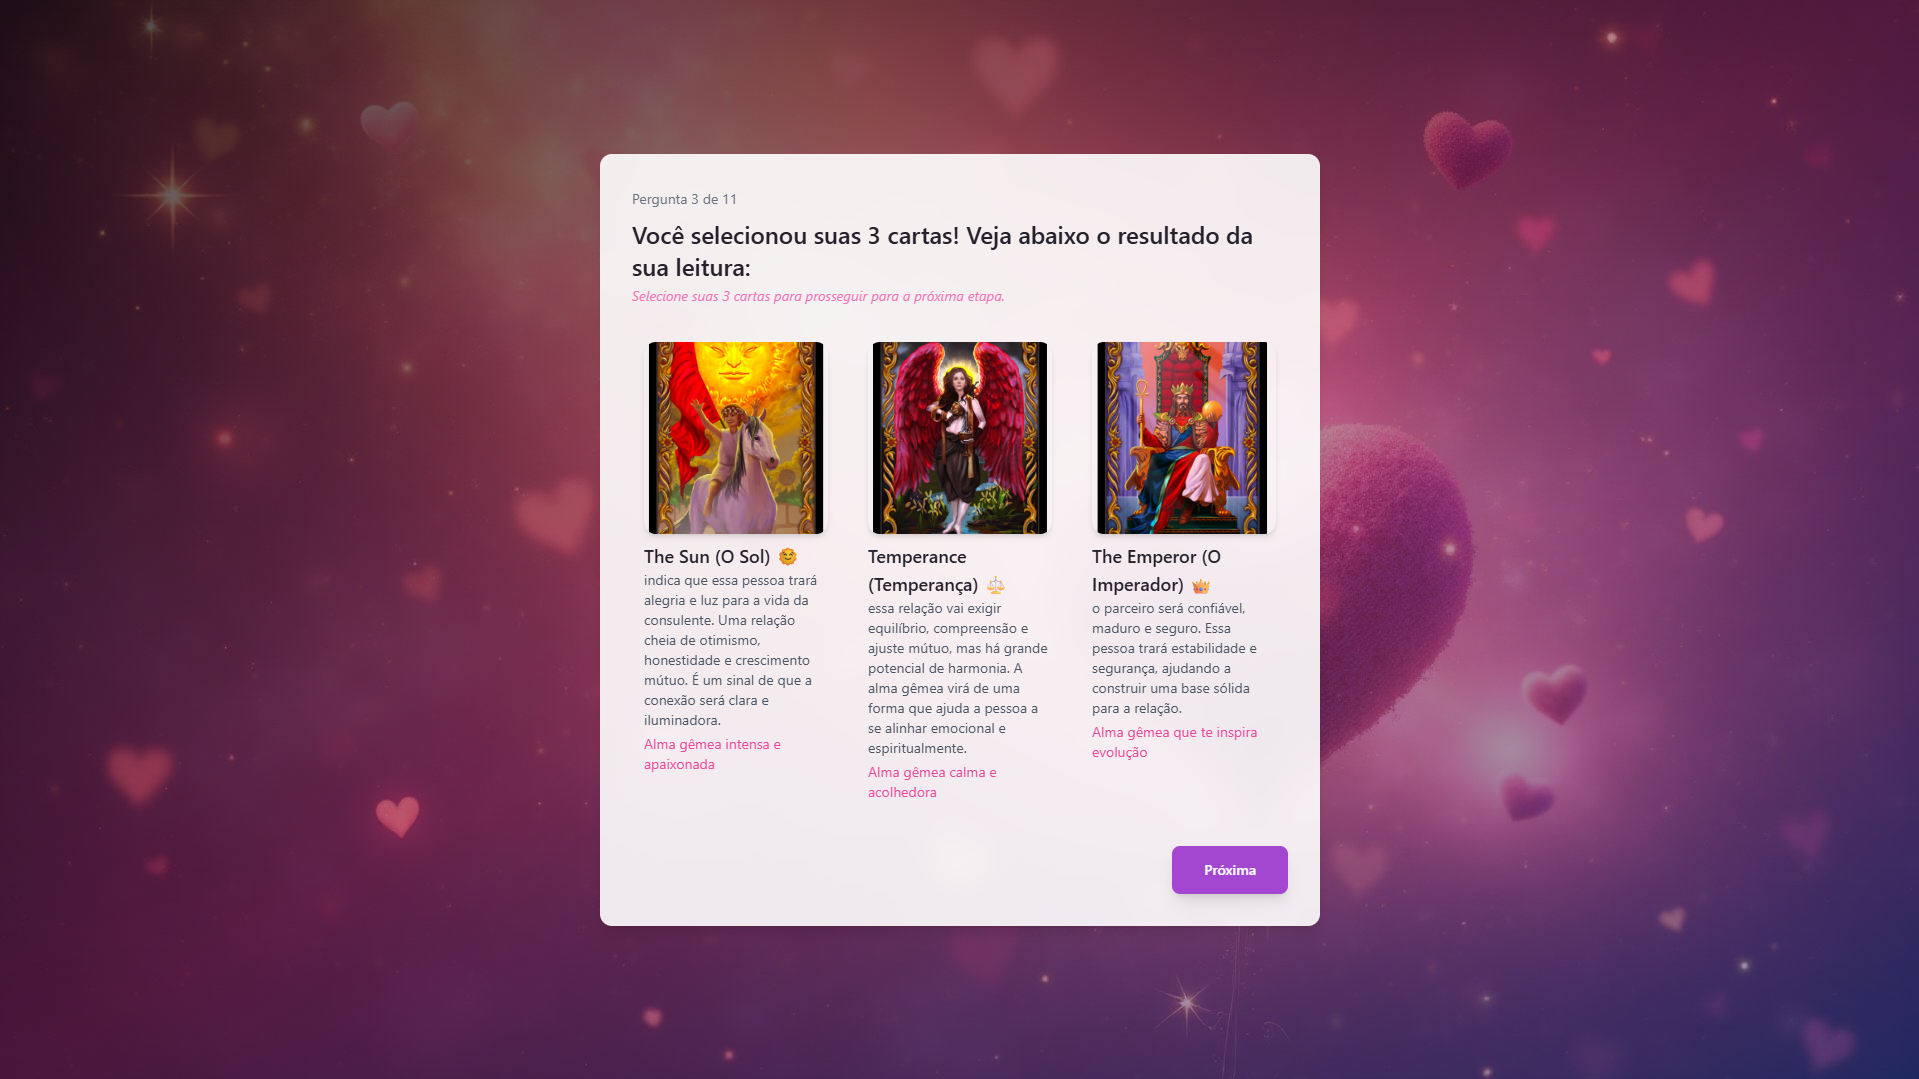 Pergunta 3 de 11
Você selecionou suas 3 cartas! Veja abaixo o resultado da
sua leitura:
Selecione suas 3 cartas para prosseguir para a próxima etapa.
The Sun (O Sol) 🌞
indica que essa pessoa trará
alegria e luz para a vida da
consulente. Uma relação
cheia de otimismo,
honestidade e crescimento
mútuo. É um sinal de que a
conexão será clara e
iluminadora.
Alma gêmea intensa e
apaixonada
Temperance
(Temperança) ⚖️
essa relação vai exigir
equilíbrio, compreensão e
ajuste mútuo, mas há grande
potencial de harmonia. A
alma gêmea virá de uma
forma que ajuda a pessoa a
se alinhar emocional e
espiritualmente.
Alma gêmea calma e
acolhedora
The Emperor (O
Imperador) 👑
o parceiro será confiável,
maduro e seguro. Essa
pessoa trará estabilidade e
segurança, ajudando a
construir uma base sólida
para a relação.
Alma gêmea que te inspira
evolução
Próxima